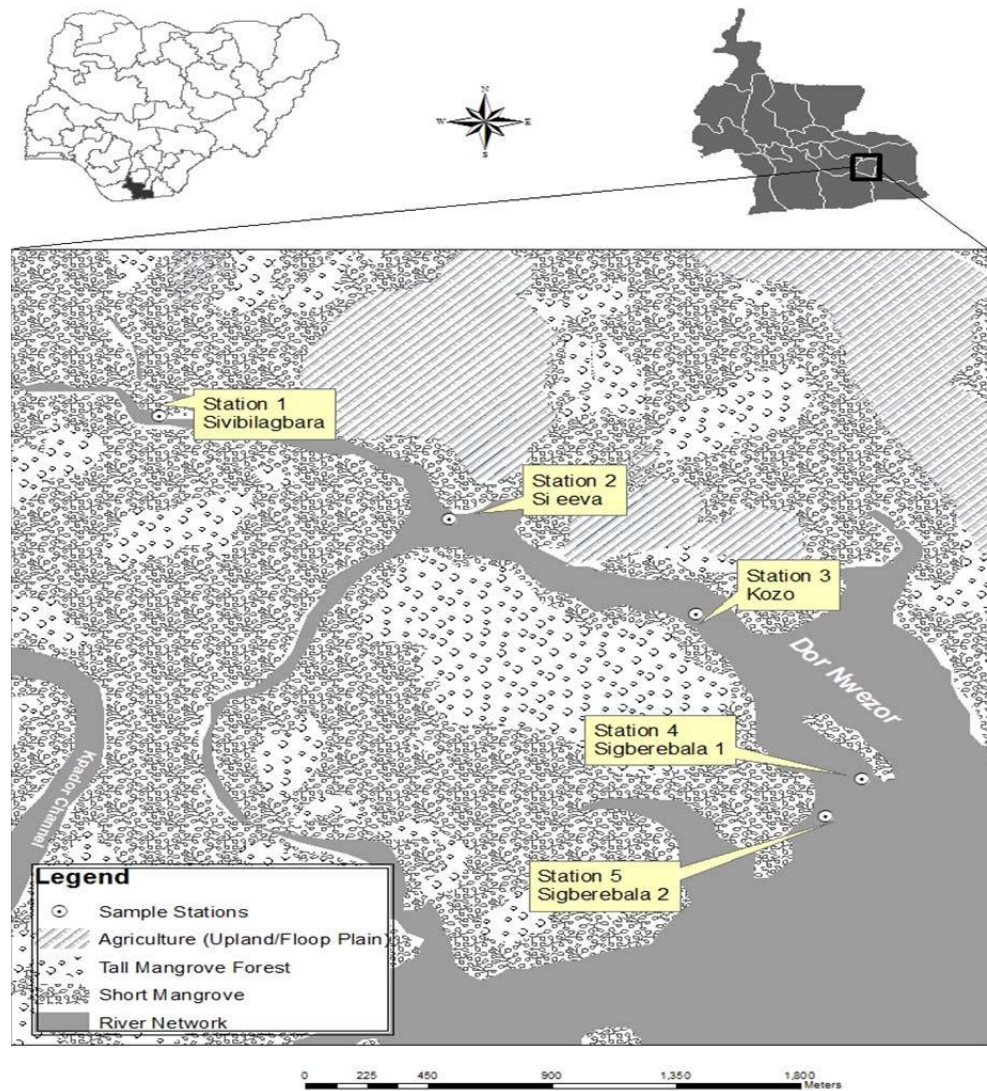 N
W
E
S
Station 1
Sivibilagbara
Station 2
Si eeva
Station 3
Kozo
Dor Nwezor
Station 4
Sigberebala 1
Kpador Channel
Station 5
Sigberebala 2
Legend
Sample Stations
Agriculture (Upland/Floop Plain)
Tall Mangrove Forest
Short Mangrove
River Network
0 225 450 900 1,350 1,800
Meters